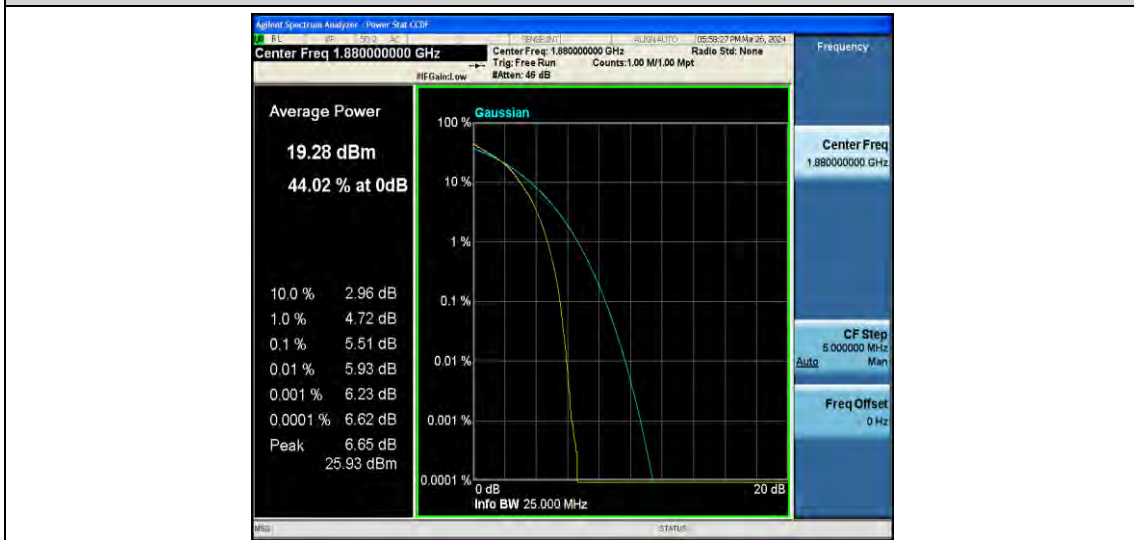 Agilent Spectrum Analyzer - Power Stat CCDF
RL RF 50 Ω AC SENSE:INT ALIGN AUTO 05:58:27 PM Mar 26, 2024
Center Freq 1.880000000 GHz
Center Freq: 1.880000000 GHz Radio Std: None
Trig: Free Run Counts:1.00 M/1.00 Mpt
#IFGain:Low #Atten: 46 dB
Frequency
Average Power
19.28 dBm
44.02 % at 0dB
10.0 % 2.96 dB
1.0 % 4.72 dB
0.1 % 5.51 dB
0.01 % 5.93 dB
0.001 % 6.23 dB
0.0001 % 6.62 dB
Peak 6.65 dB
25.93 dBm
Gaussian
100 %
10 %
1 %
0.1 %
0.01 %
0.001 %
0.0001 %
0 dB 20 dB
Info BW 25.000 MHz
Center Freq
1.880000000 GHz
CF Step
5.000000 MHz
Auto Man
Freq Offset
0 Hz
MSG STATUS